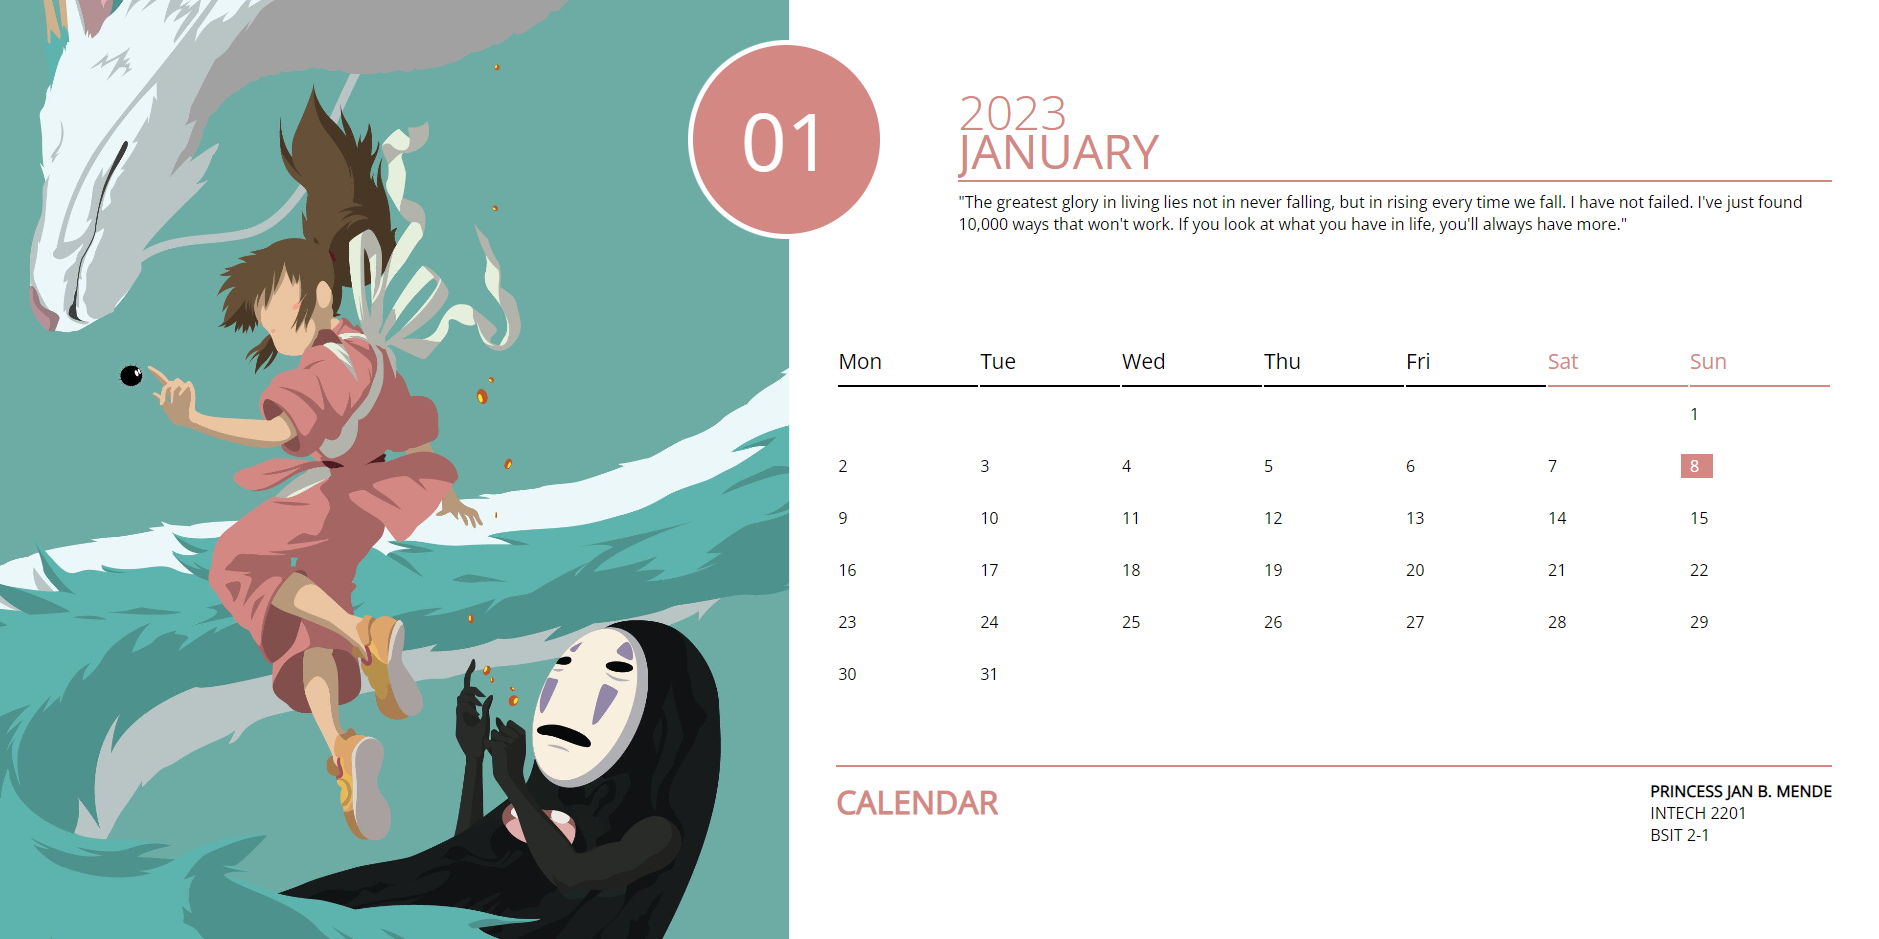 01
2023
JANUARY
"The greatest glory in living lies not in never falling, but in rising every time we fall. I have not failed. I've just found
10,000 ways that won't work. If you look at what you have in life, you'll always have more."
Mon Tue Wed Thu Fri Sat Sun
1
2 3 4 5 6 7 8
9 10 11 12 13 14 15
16 17 18 19 20 21 22
23 24 25 26 27 28 29
30 31
CALENDAR
PRINCESS JAN B. MENDE
INTECH 2201
BSIT 2-1